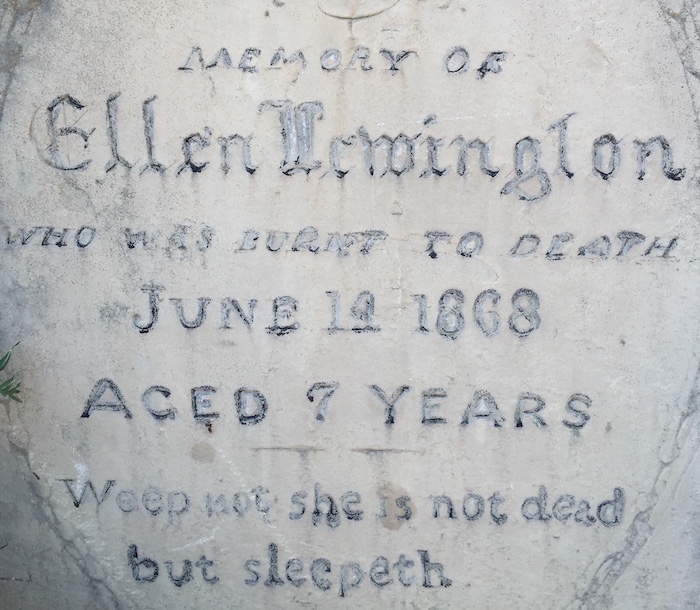 MEMORY OF
Ellen Lewington
WHO WAS BURNT TO DEATH
JUNE 1868
AGED 7 YEARS
Weep not she is not dead
but sleepeth